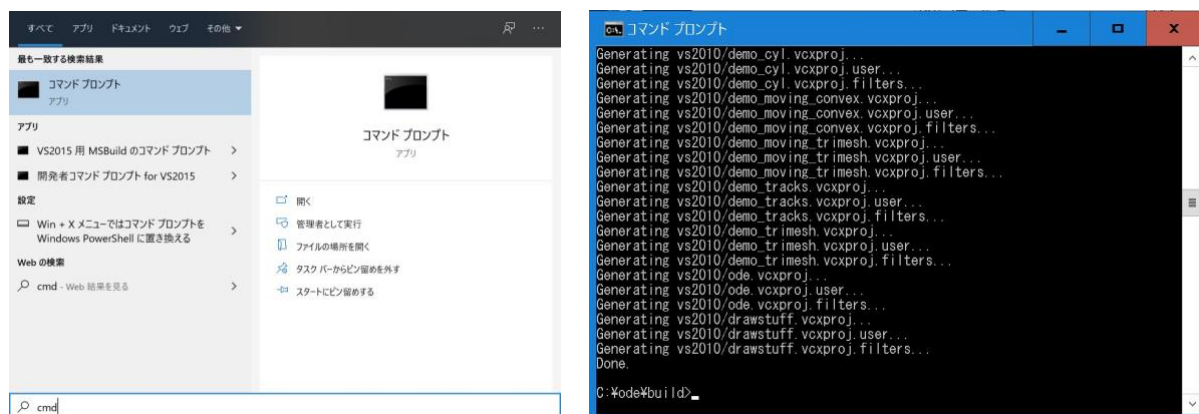 すべて アプリ ドキュメント ウェブ その他
最も一致する検索結果
コマンド プロンプト
アプリ
アプリ
VS2015 用 MSBuild のコマンド プロンプト
開発者コマンド プロンプト for VS2015
設定
Win + X メニューではコマンド プロンプトを
Windows PowerShell に置き換える
Web の検索
cmd - Web 結果を見る
コマンド プロンプト
アプリ
開く
管理者として実行
ファイルの場所を開く
タスク バーからピン留めを外す
スタートにピン留めする
cmd
コマンド プロンプト
Generating vs2010/demo_cyl.vcxproj...
Generating vs2010/demo_cyl.vcxproj.user...
Generating vs2010/demo_cyl.vcxproj.filters...
Generating vs2010/demo_moving_convex.vcxproj...
Generating vs2010/demo_moving_convex.vcxproj.user...
Generating vs2010/demo_moving_convex.vcxproj.filters...
Generating vs2010/demo_moving_trimesh.vcxproj...
Generating vs2010/demo_moving_trimesh.vcxproj.user...
Generating vs2010/demo_moving_trimesh.vcxproj.filters...
Generating vs2010/demo_tracks.vcxproj...
Generating vs2010/demo_tracks.vcxproj.user...
Generating vs2010/demo_tracks.vcxproj.filters...
Generating vs2010/demo_trimesh.vcxproj...
Generating vs2010/demo_trimesh.vcxproj.user...
Generating vs2010/demo_trimesh.vcxproj.filters...
Generating vs2010/ode.vcxproj...
Generating vs2010/ode.vcxproj.user...
Generating vs2010/ode.vcxproj.filters...
Generating vs2010/drawstuff.vcxproj...
Generating vs2010/drawstuff.vcxproj.user...
Generating vs2010/drawstuff.vcxproj.filters...
Done.
C:¥ode¥build>